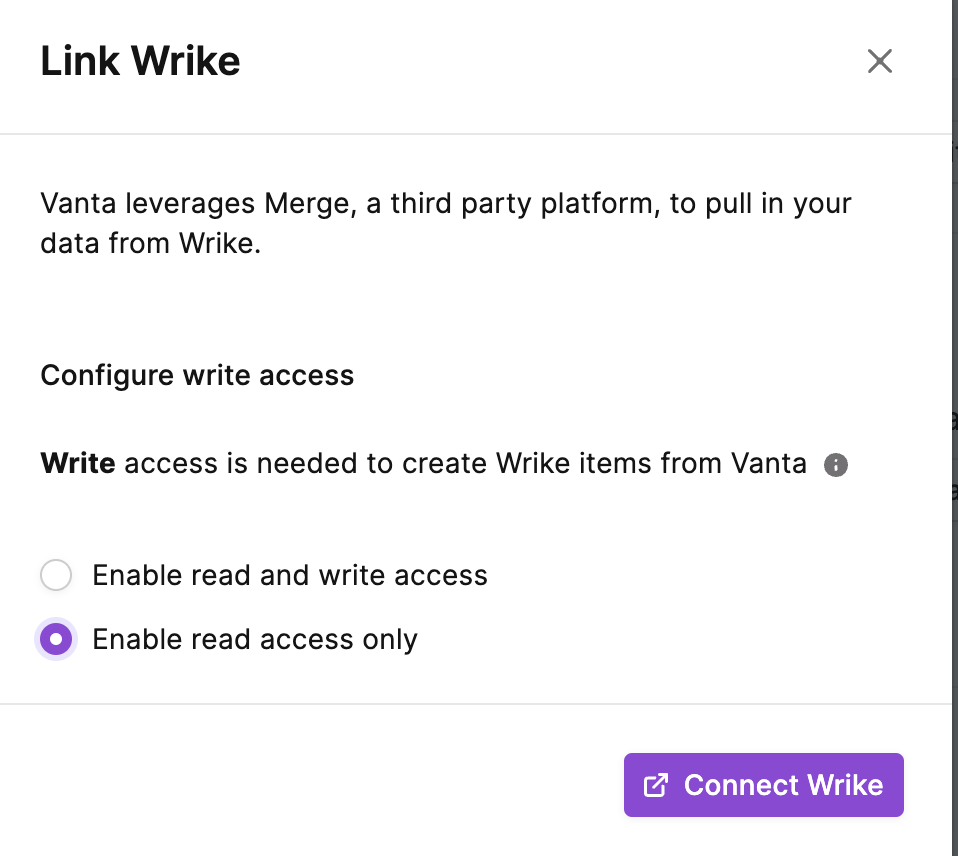 Link Wrike
Vanta leverages Merge, a third party platform, to pull in your
data from Wrike.
Configure write access
Write access is needed to create Wrike items from Vanta
Enable read and write access
Enable read access only
Connect Wrike